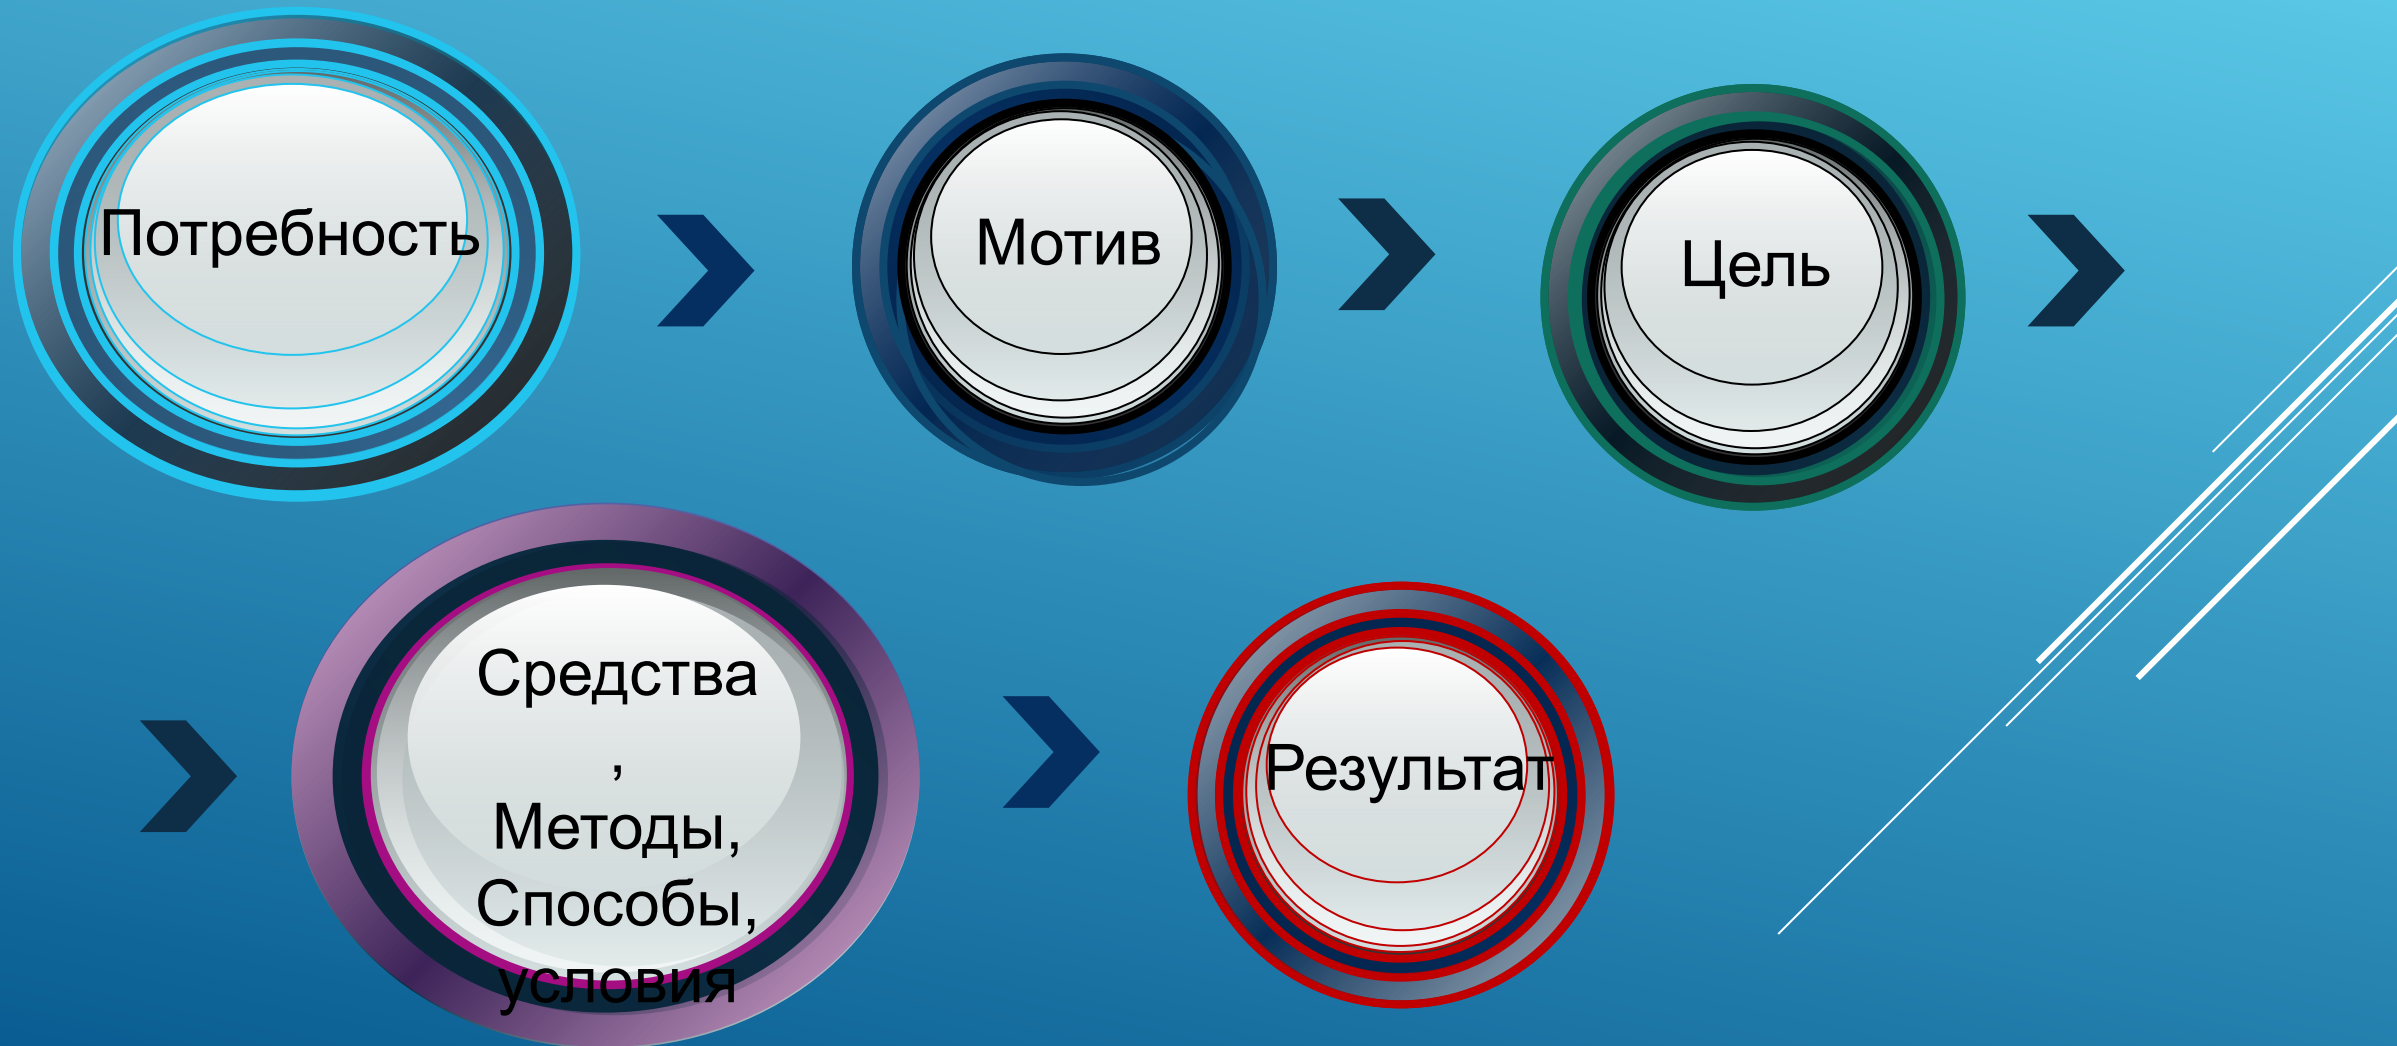 Потребность
Мотив
Цель
Средства
,
Методы,
Способы,
условия
Результат